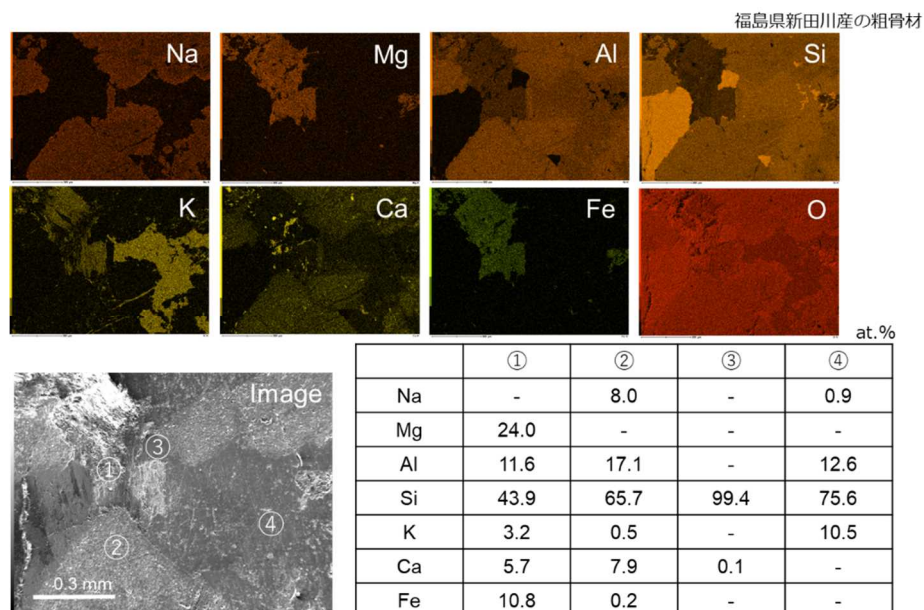 福島県新田川産の粗骨材
Na
Mg
Al
Si
K
Ca
Fe
O
at.%
Image
①
②
③
④
0.3 mm
① ② ③ ④
Na - 8.0 - 0.9
Mg 24.0 - - -
Al 11.6 17.1 - 12.6
Si 43.9 65.7 99.4 75.6
K 3.2 0.5 - 10.5
Ca 5.7 7.9 0.1 -
Fe 10.8 0.2 - -